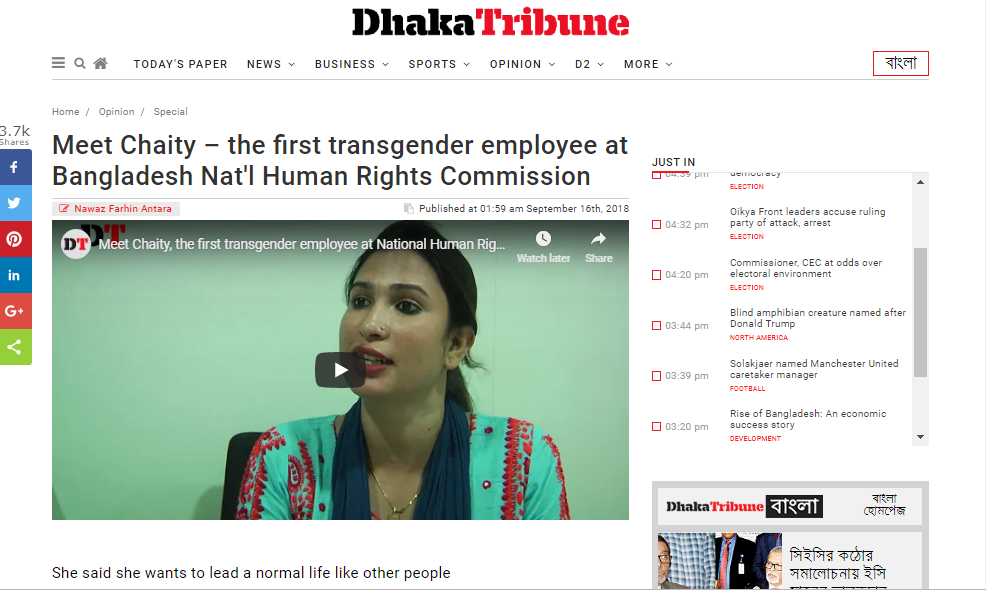 DhakaTribune
TODAY'S PAPER NEWS BUSINESS SPORTS OPINION D2 MORE বাংলা
Home / Opinion / Special
3.7k
Shares
Meet Chaity – the first transgender employee at
Bangladesh Nat'l Human Rights Commission
Nawaz Farhin Antara Published at 01:59 am September 16th, 2018
DT
DT Meet Chaity, the first transgender employee at National Human Rig...
Watch later Share
f
in
G+
She said she wants to lead a normal life like other people
JUST IN
04:39 pm democracy
ELECTION
04:32 pm Oikya Front leaders accuse ruling
party of attack, arrest
ELECTION
04:20 pm Commissioner, CEC at odds over
electoral environment
ELECTION
03:44 pm Blind amphibian creature named after
Donald Trump
NORTH AMERICA
03:39 pm Solskjaer named Manchester United
caretaker manager
FOOTBALL
03:20 pm Rise of Bangladesh: An economic
success story
DEVELOPMENT
DhakaTribune বাংলা বাংলা
হোমপেজ
সিইসির কঠোর
সমালোচনায় ইসি